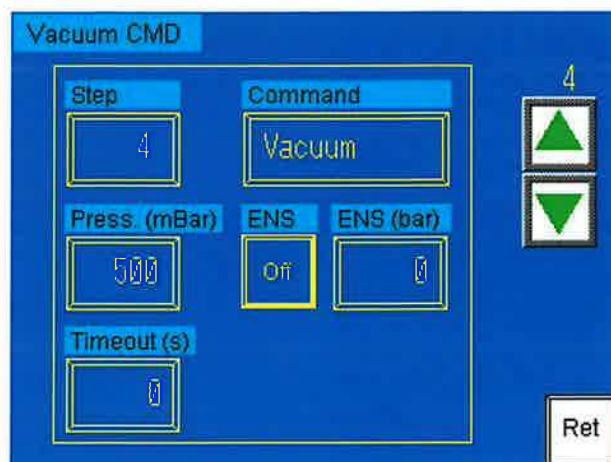 Vacuum CMD
4
Step Command
4 Vacuum
Press. (mBar) ENS ENS (bar)
500 Off 0
Timeout (s)
0
Ret